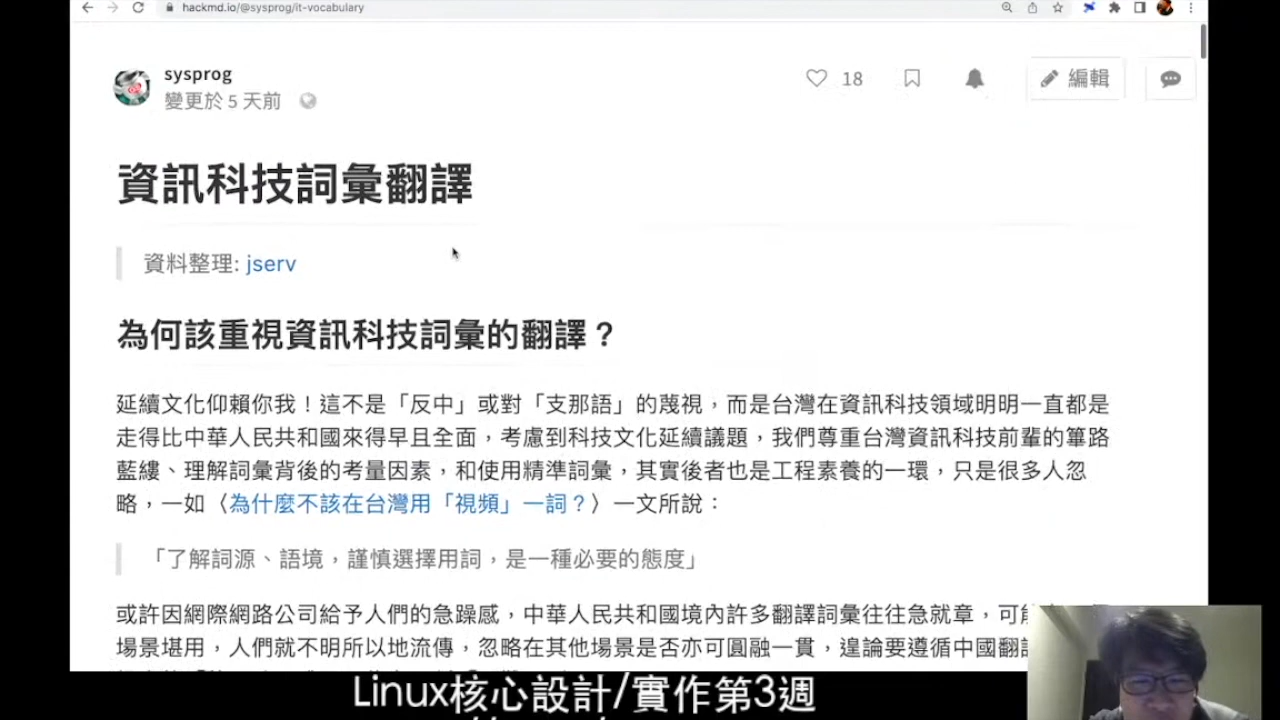 hackmd.io/@sysprog/it-vocabulary
sysprog
變更於 5 天前
18
編輯
資訊科技詞彙翻譯
資料整理: jserv
為何該重視資訊科技詞彙的翻譯？
延續文化仰賴你我！這不是「反中」或對「支那語」的蔑視，而是台灣在資訊科技領域明明一直都是
走得比中華人民共和國來得早且全面，考慮到科技文化延續議題，我們尊重台灣資訊科技前輩的篳路
藍縷、理解詞彙背後的考量因素，和使用精準詞彙，其實後者也是工程素養的一環，只是很多人忽
略，一如〈為什麼不該在台灣用「視頻」一詞？〉一文所說：
「了解詞源、語境，謹慎選擇用詞，是一種必要的態度」
或許因網際網路公司給予人們的急躁感，中華人民共和國境內許多翻譯詞彙往往急就章，可
場景堪用，人們就不明所以地流傳，忽略在其他場景是否亦可圓融一貫，遑論要遵循中國翻
Linux核心設計/實作第3週